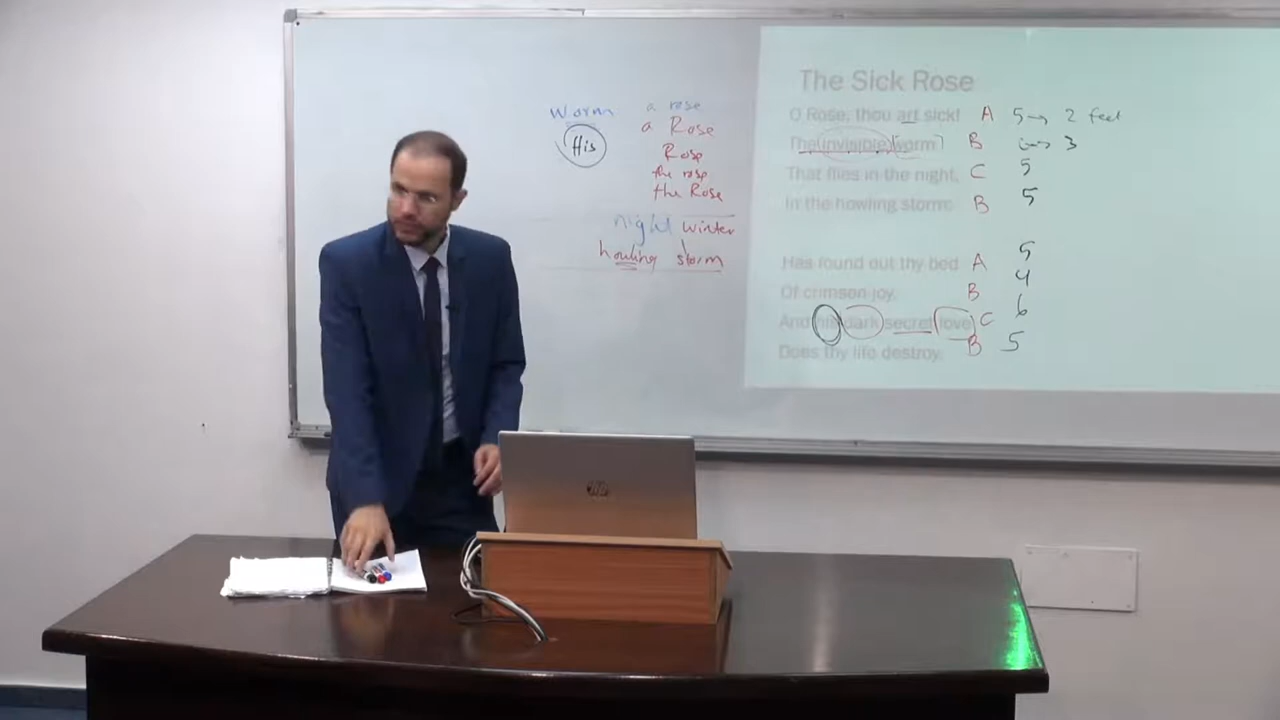 worm a rose
His a Rose
Rose
the rose
the Rose
night winter
howling storm
The Sick Rose
O Rose, thou art sick! A 5 → 2 feet
The invisible worm B 3
That flies in the night, C 5
In the howling storm: B 5
Has found out thy bed A 5
Of crimson joy, B 4
And his dark secret love C 6
Does thy life destroy. B 5
hp